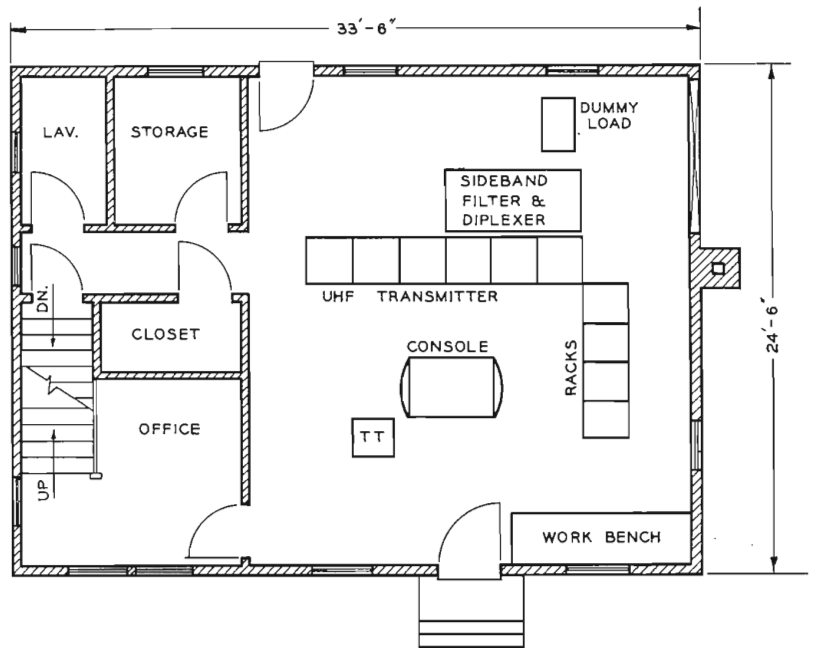 33'-6"
LAV.
STORAGE
DUMMY
LOAD
SIDEBAND
FILTER &
DIPLEXER
UHF TRANSMITTER
DN.
CLOSET
CONSOLE
RACKS
24'-6"
OFFICE
TT
UP
WORK BENCH